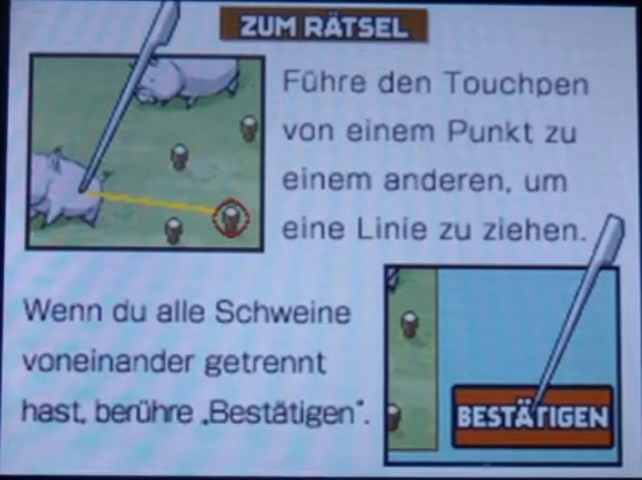 ZUM RÄTSEL
Führe den Touchpen
von einem Punkt zu
einem anderen, um
eine Linie zu ziehen.
Wenn du alle Schweine
voneinander getrennt
hast, berühre „Bestätigen“.
BESTÄTIGEN